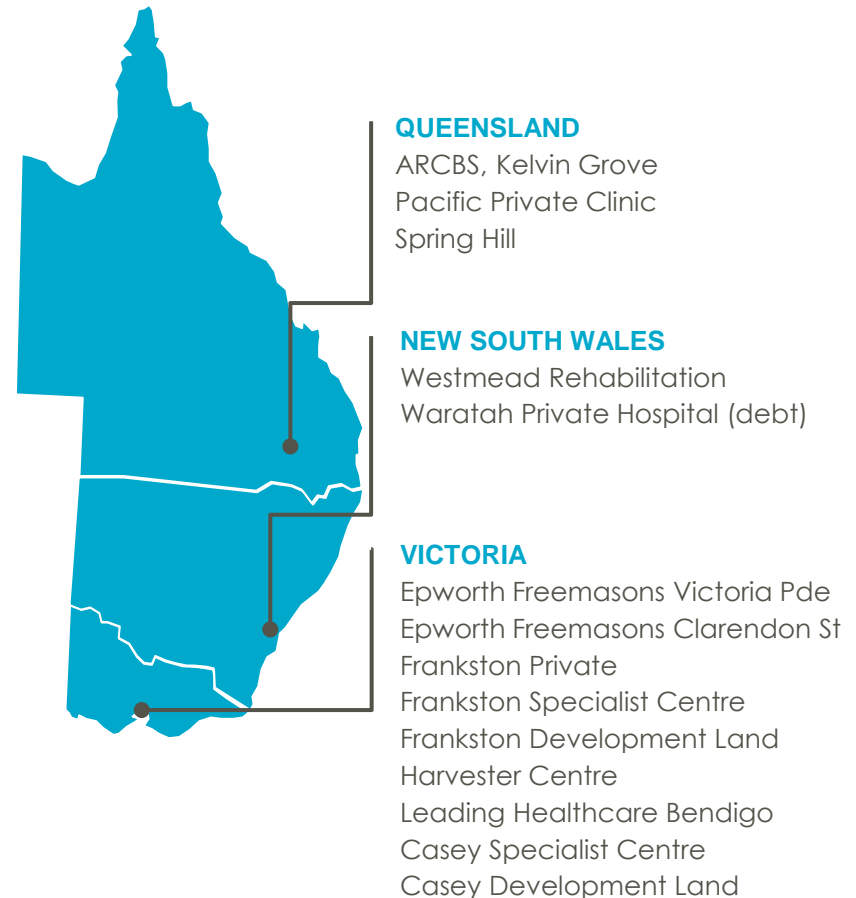 QUEENSLAND
ARCBS, Kelvin Grove
Pacific Private Clinic
Spring Hill
NEW SOUTH WALES
Westmead Rehabilitation
Waratah Private Hospital (debt)
VICTORIA
Epworth Freemasons Victoria Pde
Epworth Freemasons Clarendon St
Frankston Private
Frankston Specialist Centre
Frankston Development Land
Harvester Centre
Leading Healthcare Bendigo
Casey Specialist Centre
Casey Development Land